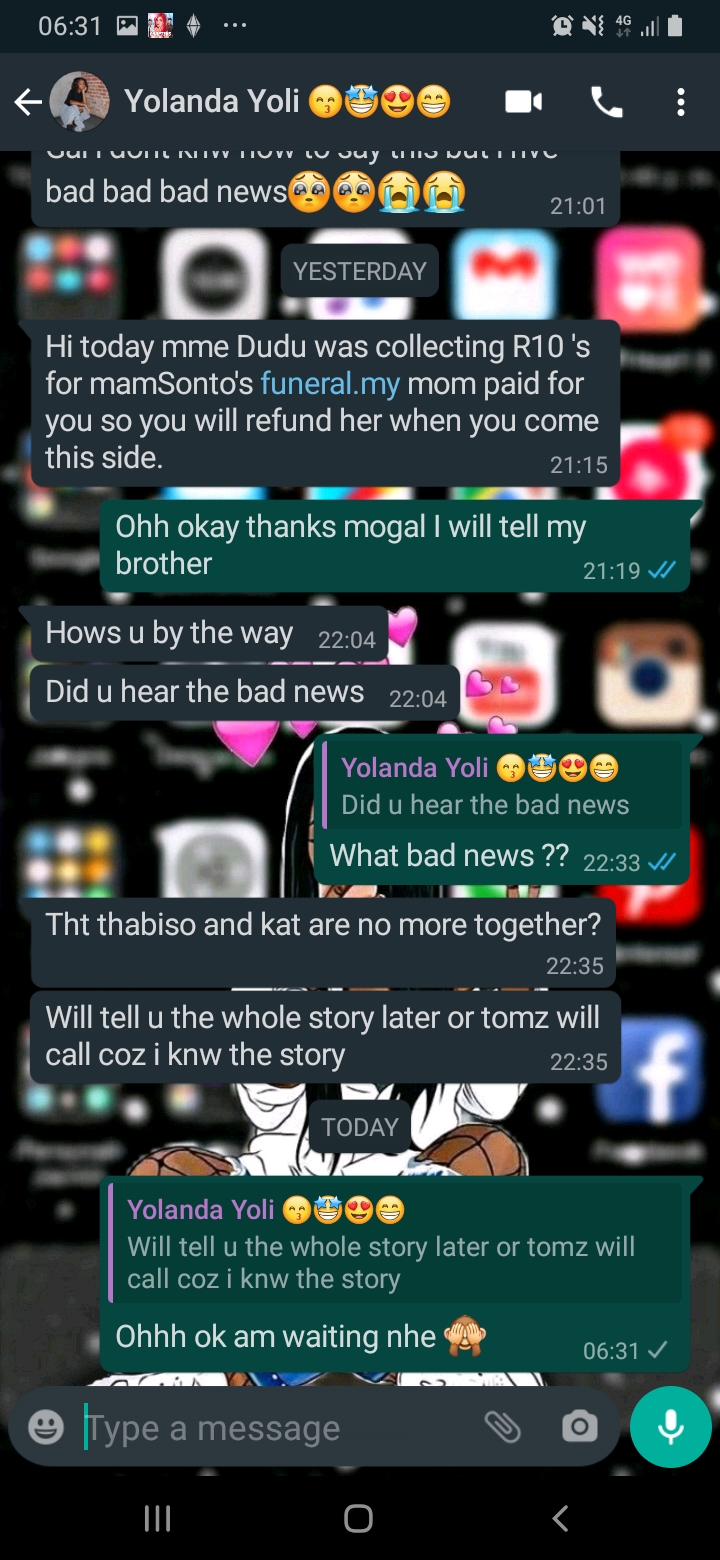 06:31
4G
Yolanda Yoli 😙🤩😍😁
bad bad bad news🥺🥺😭😭
21:01
YESTERDAY
Hi today mme Dudu was collecting R10 's
for mamSonto's funeral.my mom paid for
you so you will refund her when you come
this side.
21:15
Ohh okay thanks mogal I will tell my
brother
21:19
Hows u by the way 22:04
Did u hear the bad news 22:04
Yolanda Yoli 😙🤩😍😁
Did u hear the bad news
What bad news ?? 22:33
Tht thabiso and kat are no more together?
22:35
Will tell u the whole story later or tomz will
call coz i knw the story
22:35
TODAY
Yolanda Yoli 😙🤩😍😁
Will tell u the whole story later or tomz will
call coz i knw the story
Ohhh ok am waiting nhe 🙈
06:31
Type a message